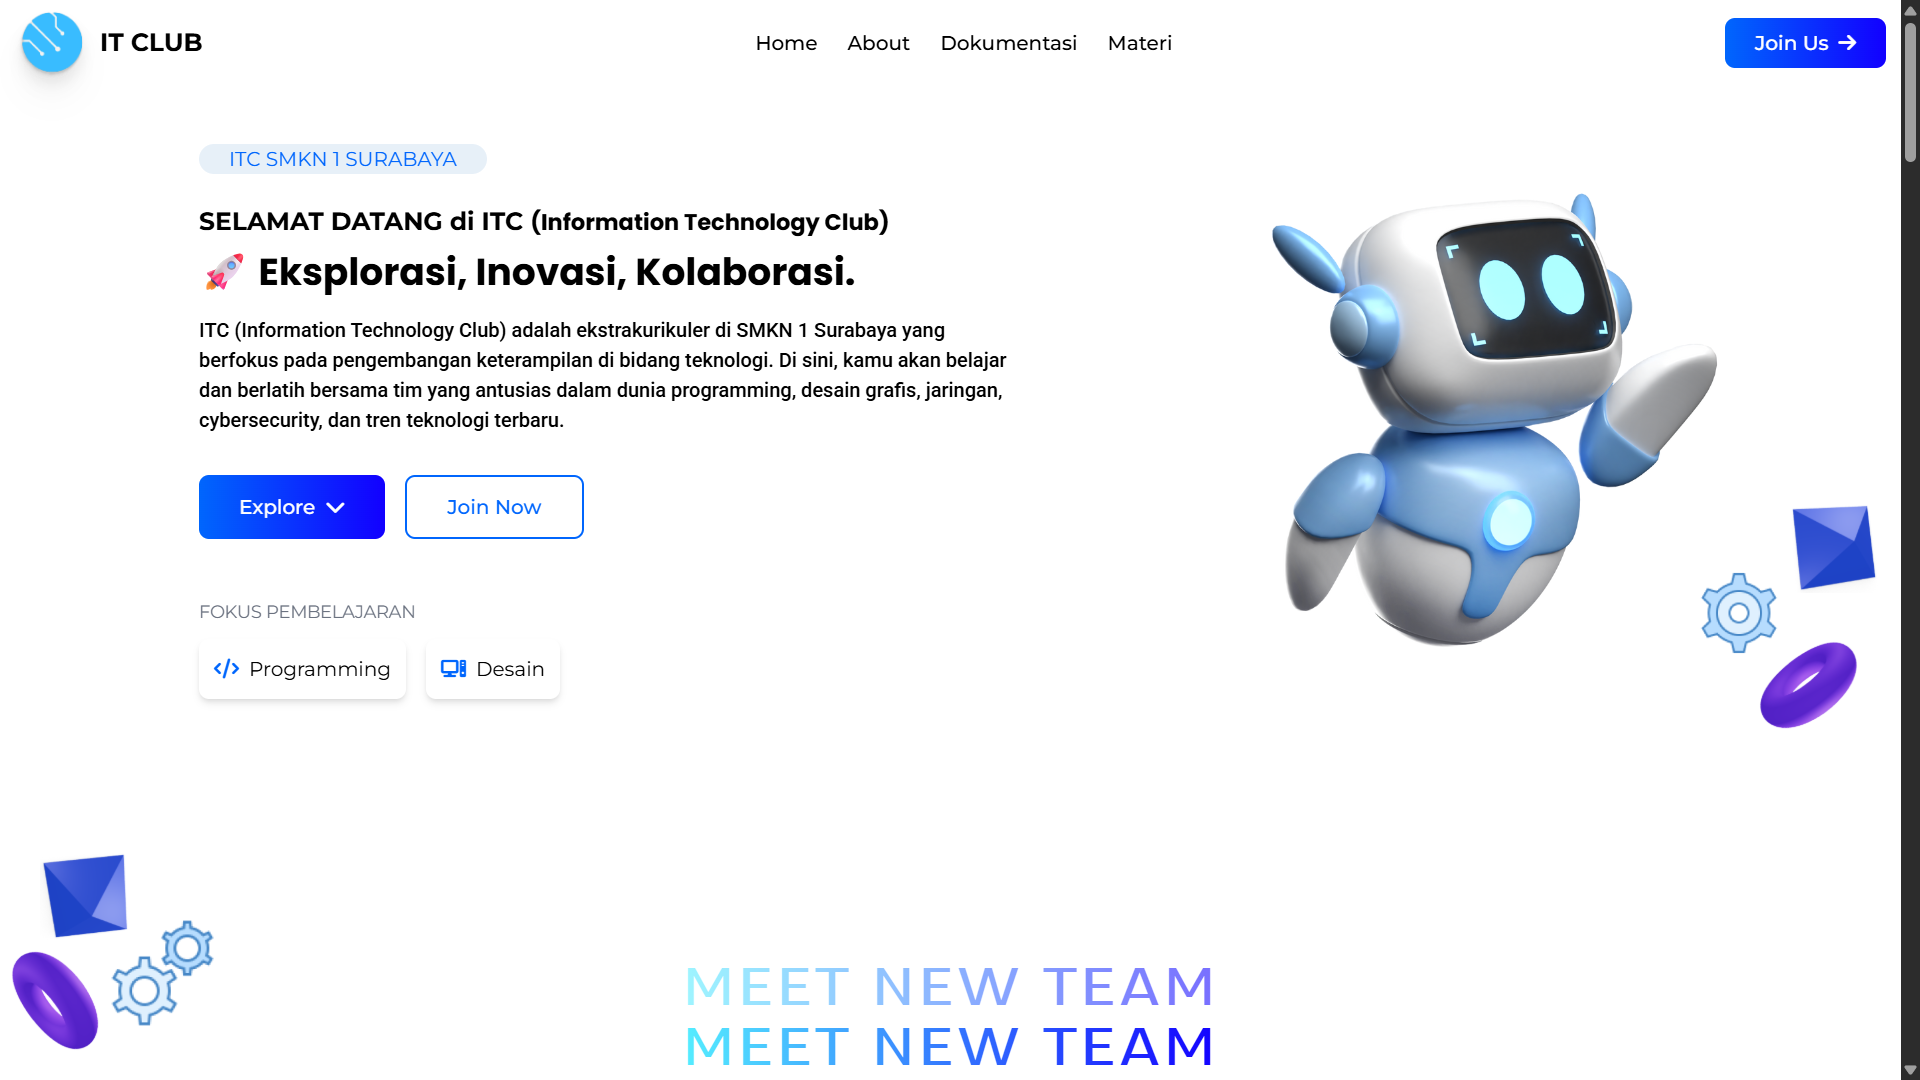 IT CLUB
Home
About
Dokumentasi
Materi
Join Us
ITC SMKN 1 SURABAYA
SELAMAT DATANG di ITC (Information Technology Club)
🚀 Eksplorasi, Inovasi, Kolaborasi.
ITC (Information Technology Club) adalah ekstrakurikuler di SMKN 1 Surabaya yang
berfokus pada pengembangan keterampilan di bidang teknologi. Di sini, kamu akan belajar
dan berlatih bersama tim yang antusias dalam dunia programming, desain grafis, jaringan,
cybersecurity, dan tren teknologi terbaru.
Explore
Join Now
FOKUS PEMBELAJARAN
Programming
Desain
MEET NEW TEAM
MEET NEW TEAM